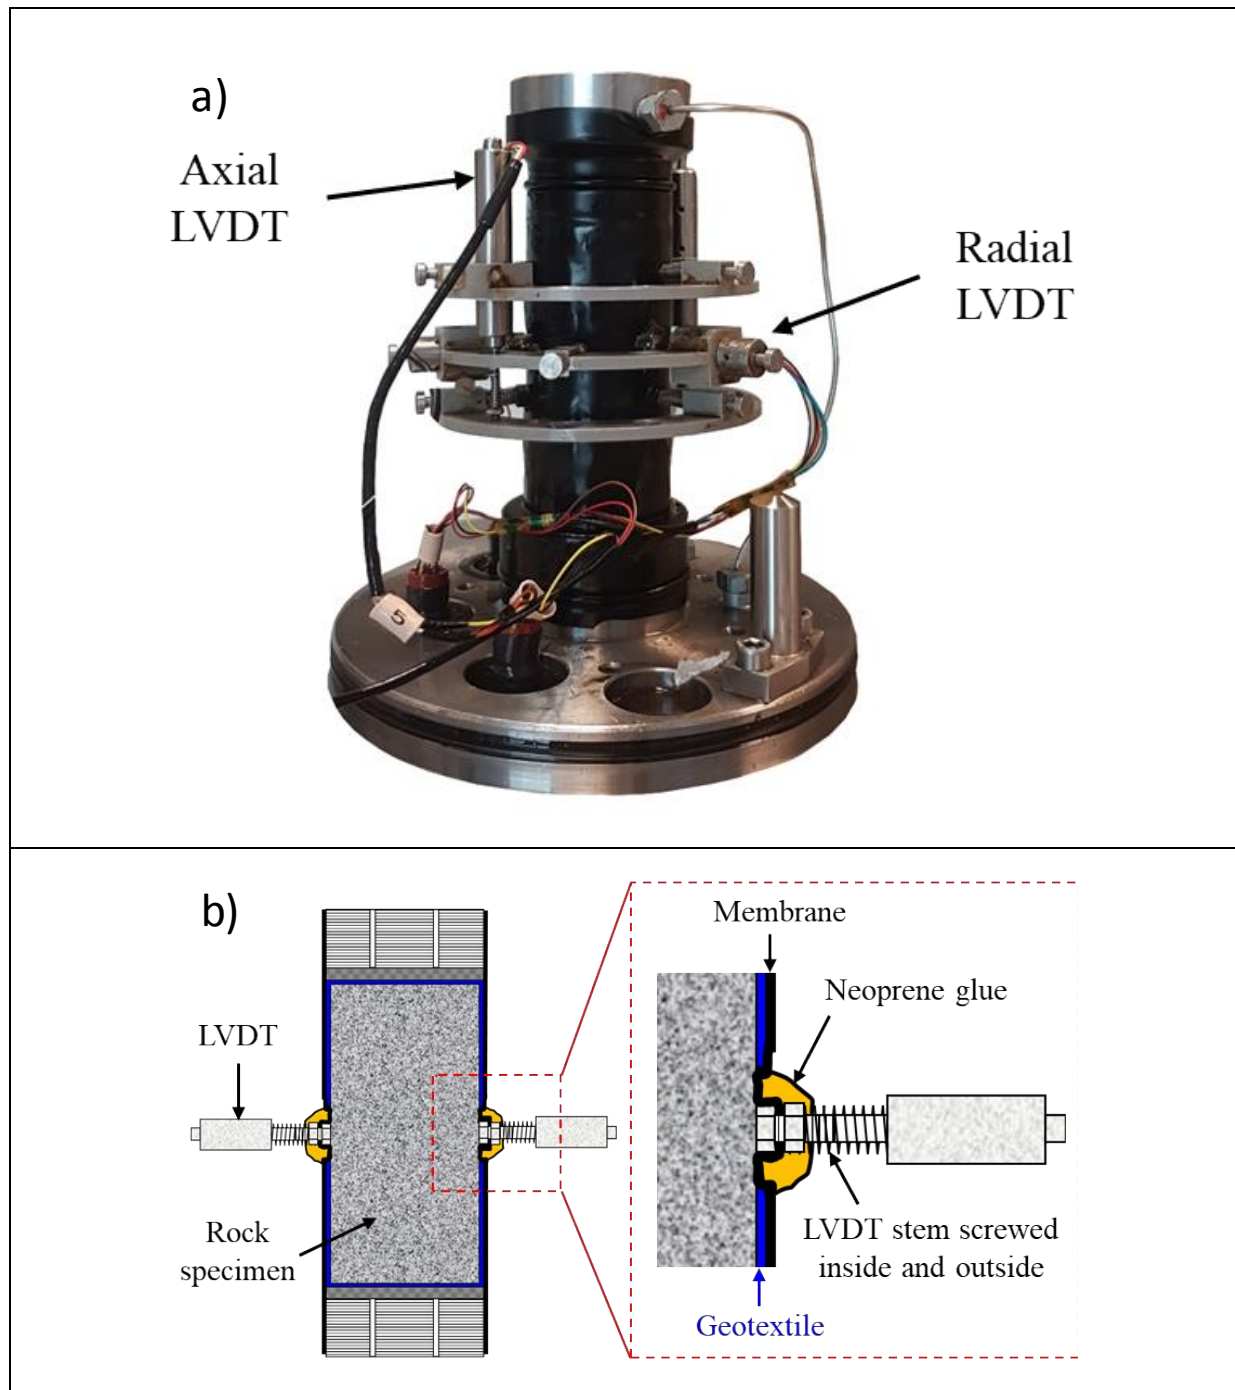 a)
Axial
LVDT
Radial
LVDT
5
b)
Membrane
Neoprene glue
LVDT
Rock
specimen
LVDT stem screwed
inside and outside
Geotextile